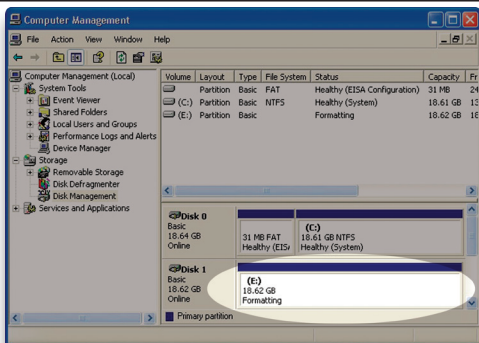 Computer Management
File Action View Window Help
Computer Management (Local)
System Tools
Event Viewer
Shared Folders
Local Users and Groups
Performance Logs and Alerts
Device Manager
Storage
Removable Storage
Disk Defragmenter
Disk Management
Services and Applications
Volume Layout Type File System Status Capacity Fr
Partition Basic FAT Healthy (EISA Configuration) 31 MB 24
(C:) Partition Basic NTFS Healthy (System) 18.61 GB 13
(E:) Partition Basic Formatting 18.62 GB 18
Disk 0
Basic
18.64 GB
Online
31 MB FAT
Healthy (EISA
(C:)
18.61 GB NTFS
Healthy (System)
Disk 1
Basic
18.62 GB
Online
(E:)
18.62 GB
Formatting
Primary partition